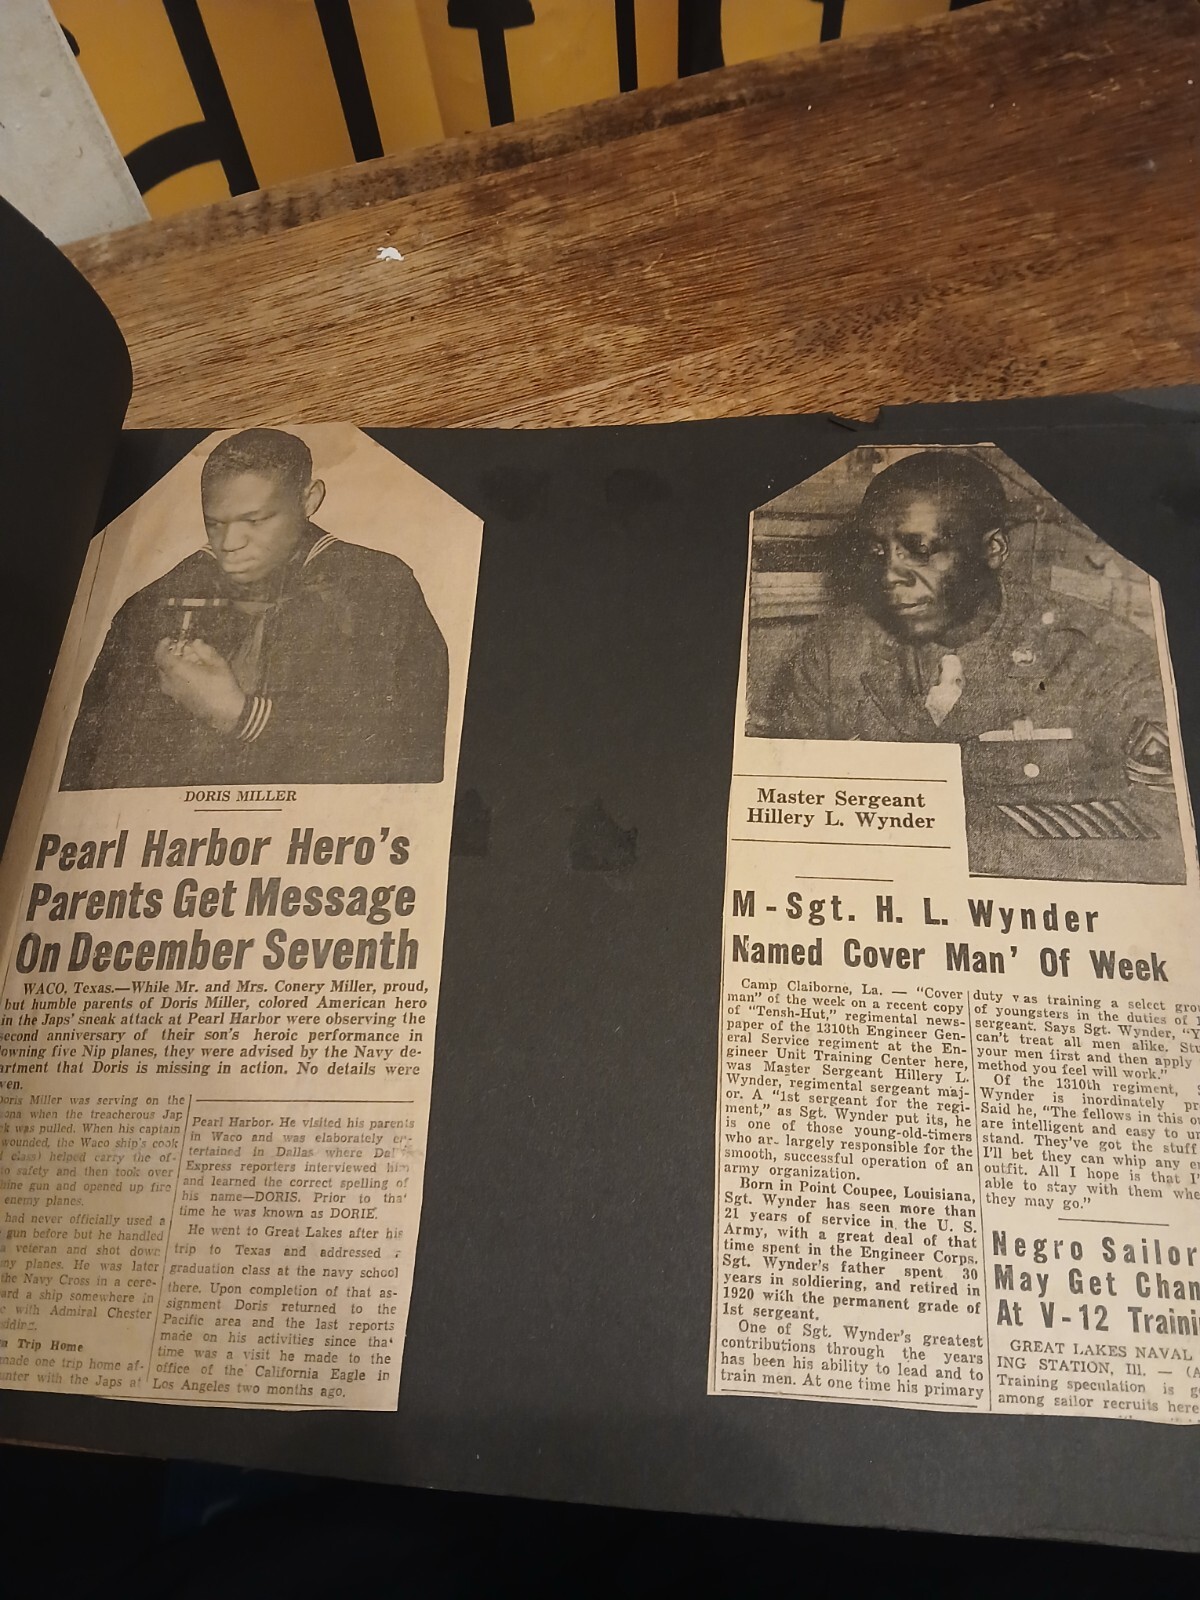 DORIS MILLER
Pearl Harbor Hero's
Parents Get Message
On December Seventh
WACO, Texas.—While Mr. and Mrs. Conery Miller, proud,
but humble parents of Doris Miller, colored American hero
in the Japs' sneak attack at Pearl Harbor were observing the
second anniversary of their son's heroic performance in
downing five Nip planes, they were advised by the Navy de-
artment that Doris is missing in action. No details were
ven.
Doris Miller was serving on the
ona when the treacherous Jap
k was pulled. When his captain
wounded, the Waco ship's cook
class) helped carry the of-
to safety and then took over
hine gun and opened up fire
enemy planes.
had never officially used a
gun before but he handled
a veteran and shot down
ny planes. He was later
the Navy Cross in a cere-
ard a ship somewhere in
c with Admiral Chester
Trip Home
made one trip home af-
unter with the Japs at
Pearl Harbor. He visited his parents
in Waco and was elaborately en-
tertained in Dallas where
Express reporters interviewed him
and learned the correct spelling of
his name—DORIS. Prior to tha'
time he was known as DORIE.
He went to Great Lakes after his
trip to Texas and addressed
graduation class at the navy school
there. Upon completion of that as-
signment Doris returned to the
Pacific area and the last reports
made on his activities since tha'
time was a visit he made to the
office of the California Eagle in
Los Angeles two months ago.
Master Sergeant
Hillery L. Wynder
M-Sgt. H. L. Wynder
Named Cover Man' Of Week
Camp Claiborne, La. — "Cover
man" of the week on a recent copy
of "Tensh-Hut," regimental news-
paper of the 1310th Engineer Gen-
eral Service regiment at the En-
gineer Unit Training Center here,
was Master Sergeant Hillery L.
Wynder, regimental sergeant maj-
or. A "1st sergeant for the regi-
ment," as Sgt. Wynder put its, he
is one of those young-old-timers
who ar- largely responsible for the
smooth, successful operation of an
army organization.
Born in Point Coupee, Louisiana,
Sgt. Wynder has seen more than
21 years of service in the U. S.
Army, with a great deal of that
time spent in the Engineer Corps.
Sgt. Wynder's father spent 30
years in soldiering, and retired in
1920 with the permanent grade of
1st sergeant.
One of Sgt. Wynder's greatest
contributions through the years
has been his ability to lead and to
train men. At one time his primary
duty was training a select gro
of youngsters in the duties of
sergeant. Says Sgt. Wynder, "Y
can't treat all men alike. Stu
your men first and then apply
method you feel will work."
Of the 1310th regiment, S
Wynder is inordinately pr
Said he, "The fellows in this ou
are intelligent and easy to un
stand. They've got the stuff
I'll bet they can whip any en
outfit. All I hope is that I'
able to stay with them whe
they may go."
Negro Sailor
May Get Chan
At V-12 Traini
GREAT LAKES NAVAL
ING STATION, Ill. — (A
Training speculation is g
among sailor recruits here